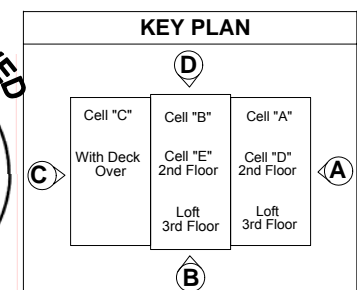 KEY PLAN
D
Cell "C"
With Deck
Over
Cell "B"
Cell "E"
2nd Floor
Loft
3rd Floor
Cell "A"
Cell "D"
2nd Floor
Loft
3rd Floor
C
A
B